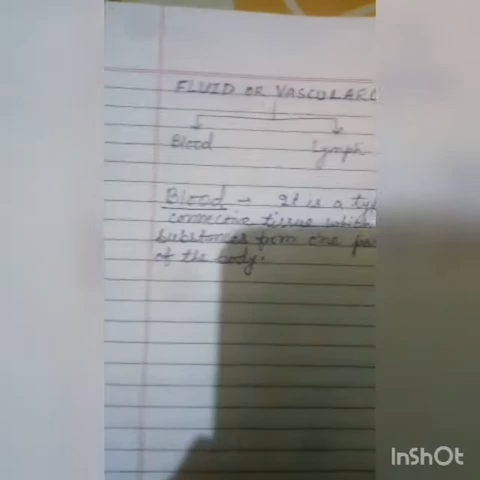 FLUID OR VASCULAR C
Blood
Lymph
Blood → It is a ty
connective tissue which
substances from one pa
of the body.
InShOt